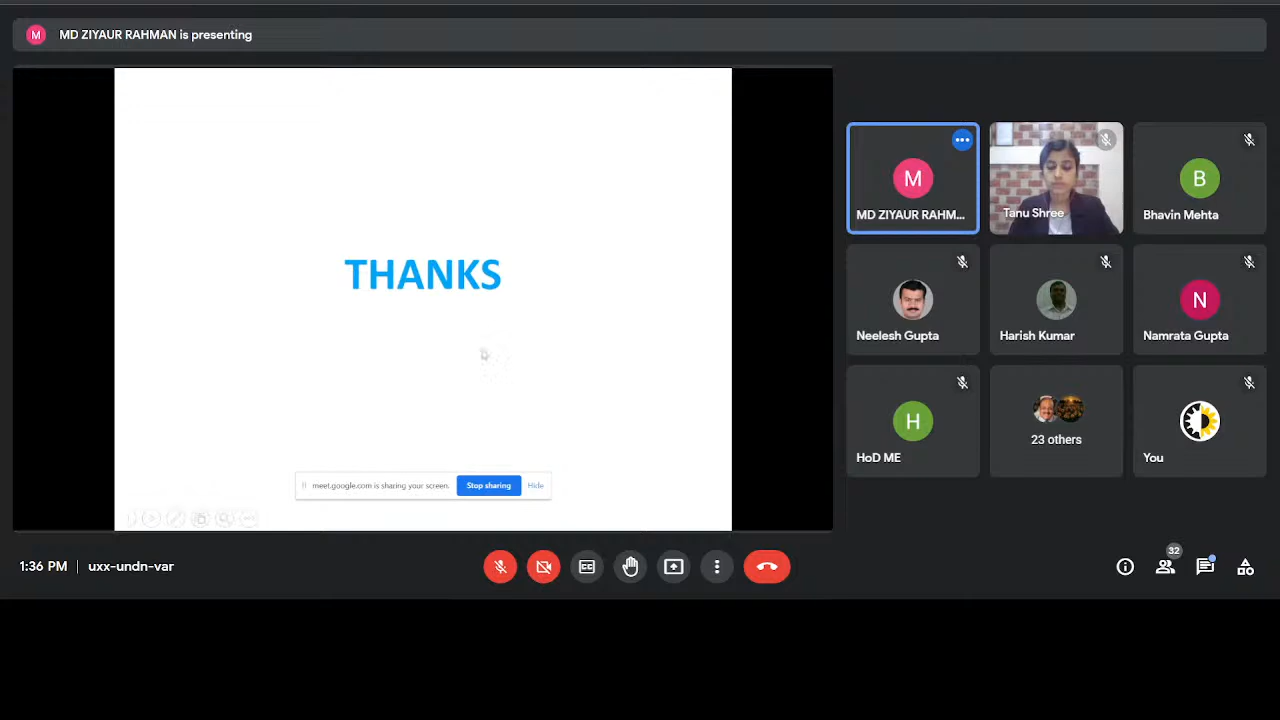 M MD ZIYAUR RAHMAN is presenting
THANKS
meet.google.com is sharing your screen. Stop sharing Hide
M
MD ZIYAUR RAHM...
Tanu Shree
B
Bhavin Mehta
Neelesh Gupta
Harish Kumar
N
Namrata Gupta
H
HoD ME
23 others
You
1:36 PM | uxx-undn-var
CC
32